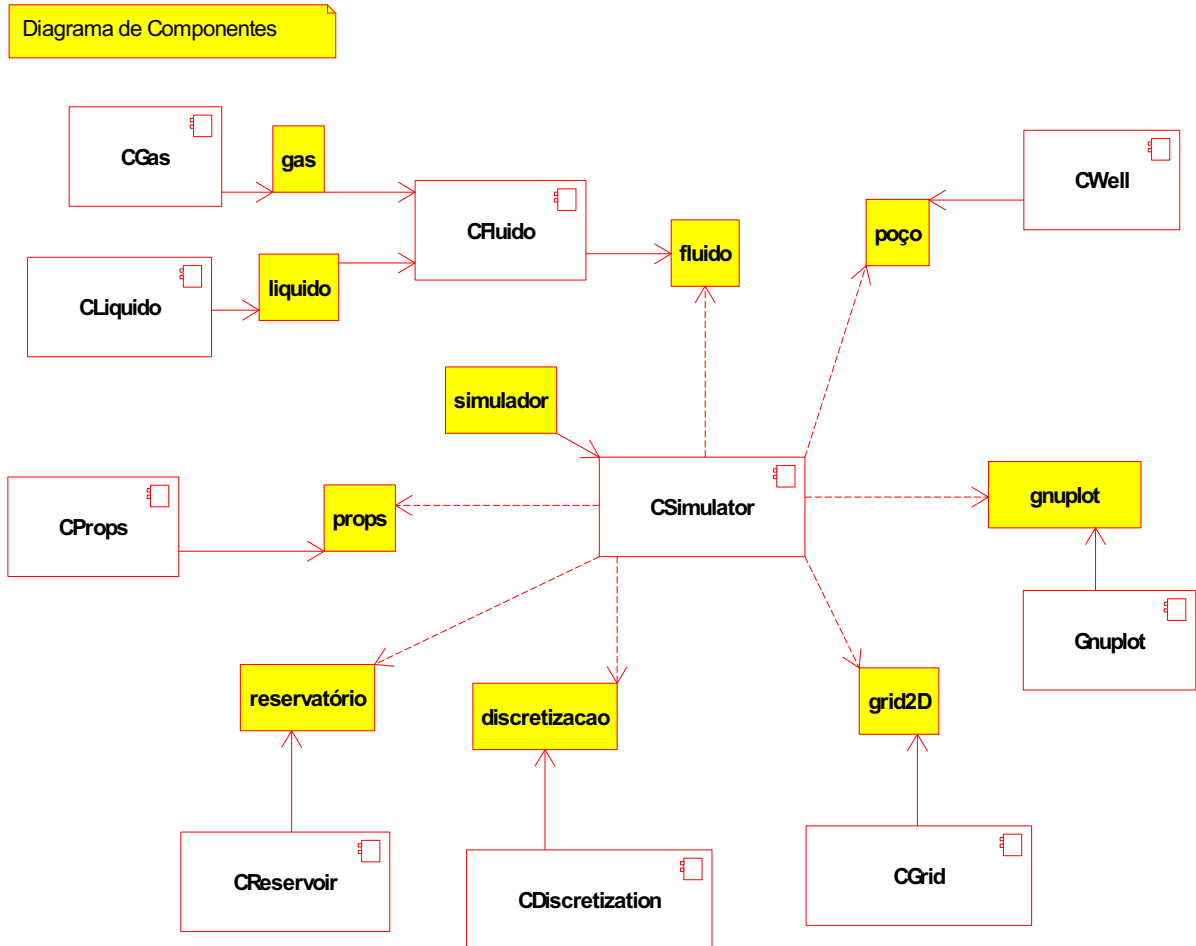 Diagrama de Componentes
CGas
gas
CFluido
CWell
poço
fluido
CLiquido
liquido
simulador
CProps
props
CSimulator
gnuplot
Gnuplot
reservatório
discretizacao
grid2D
CReservoir
CDiscretization
CGrid